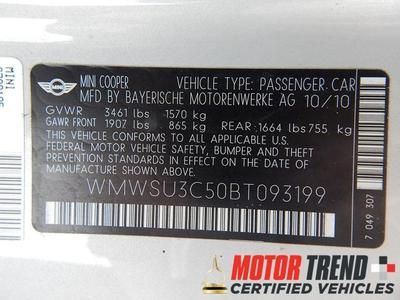 MINI
MINI COOPER VEHICLE TYPE: PASSENGER CAR
MFD BY BAYERISCHE MOTORENWERKE AG 10/10
GVWR 3461 lbs 1570 kg
GAWR FRONT 1907 lbs 865 kg REAR: 1664 lbs 755 kg
THIS VEHICLE CONFORMS TO ALL APPLICABLE U.S.
FEDERAL MOTOR VEHICLE SAFETY, BUMPER, AND
THEFT PREVENTION STANDARDS IN EFFECT ON THE
DATE OF MANUFACTURE SHOWN ABOVE.
WMWSU3C50BT093199
7 049 307
MINI
MOTOR TREND
CERTIFIED VEHICLES